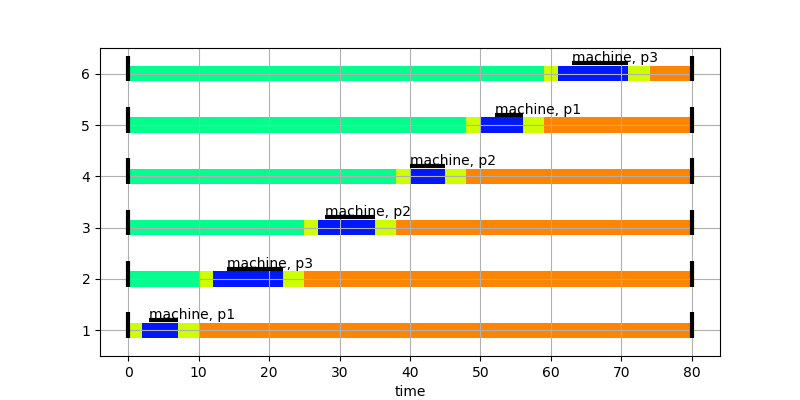 machine, p3
6
machine, p1
5
machine, p2
4
machine, p2
3
machine, p3
2
machine, p1
1
0 10 20 30 40 50 60 70 80
time